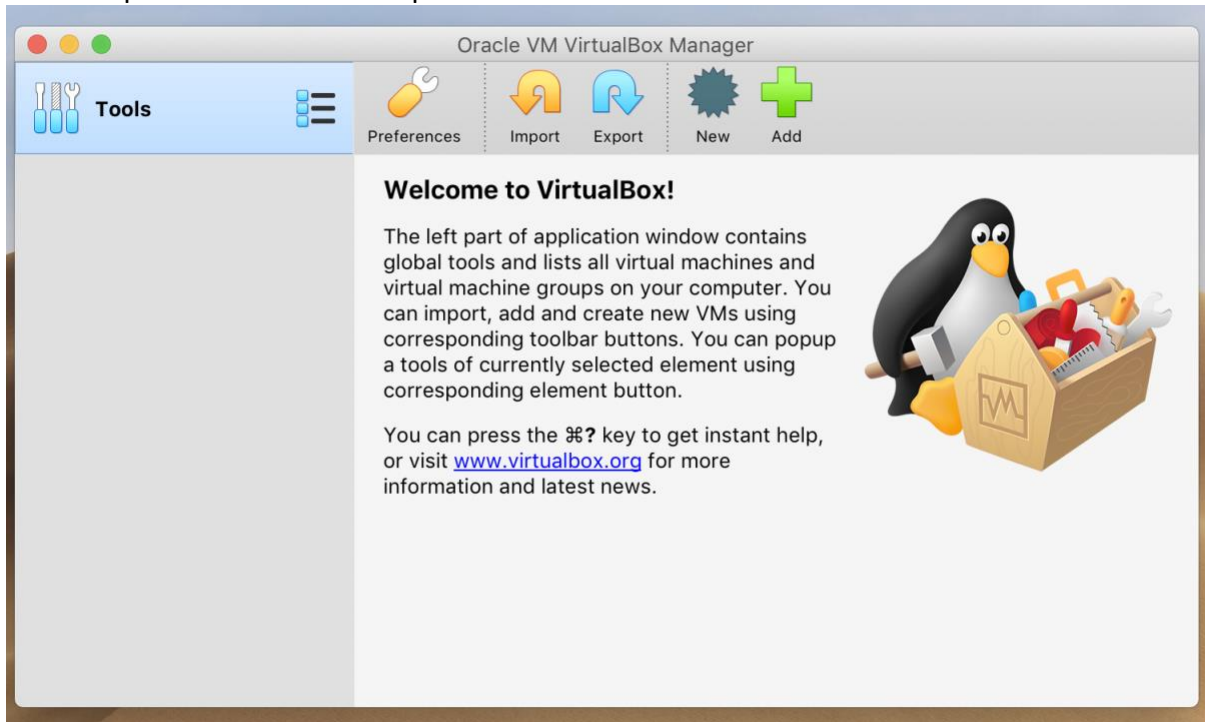 Oracle VM VirtualBox Manager
Tools
Preferences
Import
Export
New
Add
Welcome to VirtualBox!
The left part of application window contains
global tools and lists all virtual machines and
virtual machine groups on your computer. You
can import, add and create new VMs using
corresponding toolbar buttons. You can popup
a tools of currently selected element using
corresponding element button.
You can press the ⌘? key to get instant help,
or visit www.virtualbox.org for more
information and latest news.